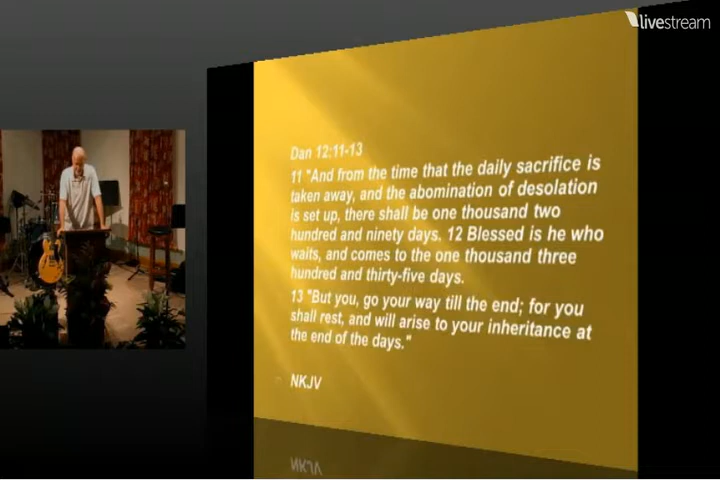 livestream
Dan 12:11-13
11 "And from the time that the daily sacrifice is
taken away, and the abomination of desolation
is set up, there shall be one thousand two
hundred and ninety days. 12 Blessed is he who
waits, and comes to the one thousand three
hundred and thirty-five days.
13 "But you, go your way till the end; for you
shall rest, and will arise to your inheritance at
the end of the days."
NKJV